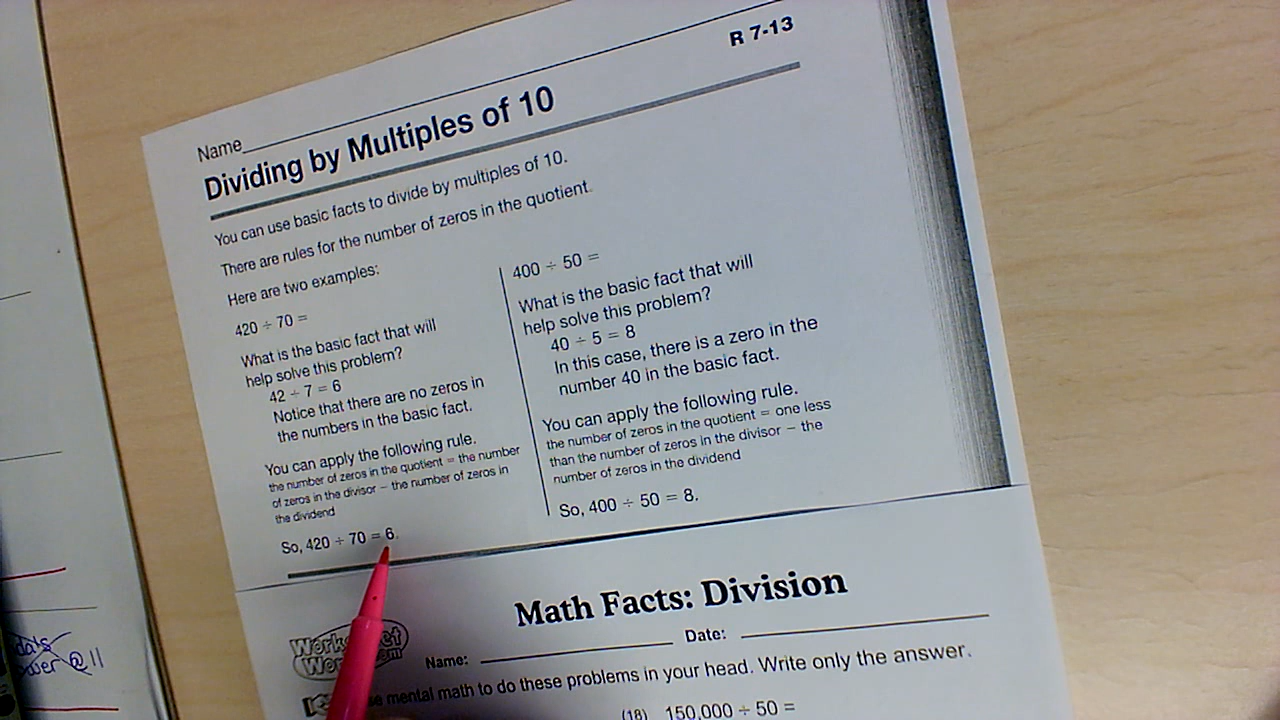 R 7-13
Name
Dividing by Multiples of 10
You can use basic facts to divide by multiples of 10.
There are rules for the number of zeros in the quotient.
Here are two examples:
420 ÷ 70 =
What is the basic fact that will
help solve this problem?
42 ÷ 7 = 6
Notice that there are no zeros in
the numbers in the basic fact.
You can apply the following rule.
the number of zeros in the quotient = the number
of zeros in the divisor – the number of zeros in
the dividend
So, 420 ÷ 70 = 6.
400 ÷ 50 =
What is the basic fact that will
help solve this problem?
40 ÷ 5 = 8
In this case, there is a zero in the
number 40 in the basic fact.
You can apply the following rule.
the number of zeros in the quotient = one less
than the number of zeros in the divisor – the
number of zeros in the dividend
So, 400 ÷ 50 = 8.
Math Facts: Division
Name: Date:
mental math to do these problems in your head. Write only the answer.
(18) 150,000 ÷ 50 =
@ 11